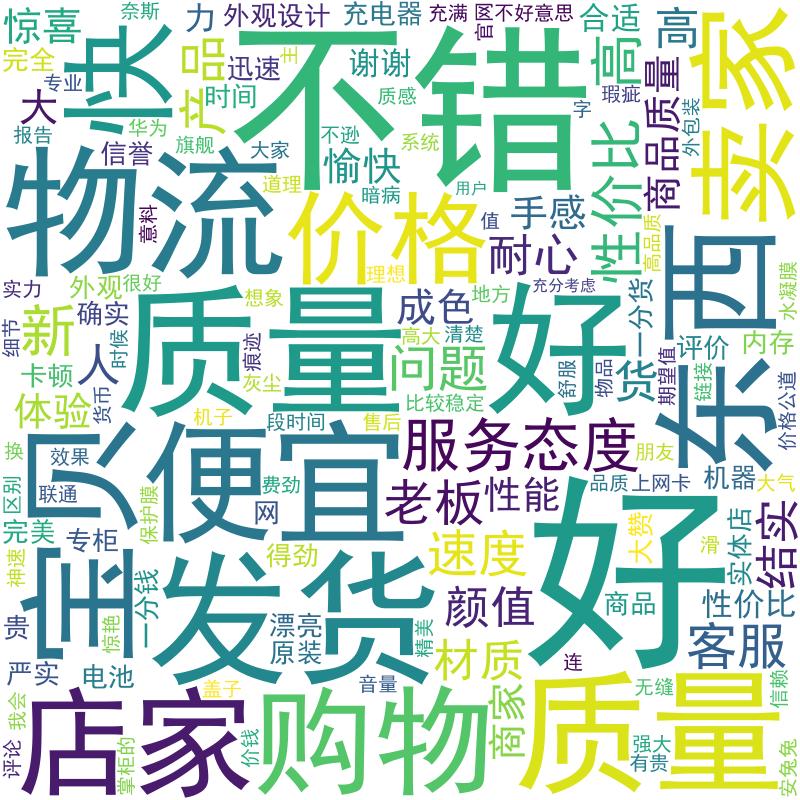 奈斯
力
外观设计
充电器
充满
区
不好意思
官
合适
高
卖家
惊喜
完全
专业
大
报告
华为
信誉
快
产品
迅速
时间
旗舰
王
谢谢
不错
质感
不逊
大家
愉快
系统
字
瑕疵
高
商品质量
外包装
物流
意料
道理
暗病
用户
价格
值
手感
性价比
耐心
理想
高品质
东西
水凝膜
实力
外观
很好
细节
新
确实
时候
质量
想象
成色
地方
充分考虑
好
一分货
评价
内存
卡顿
人
货币
痕迹
灰尘
高大
清楚
问题
舒服
物品
货
期望值
链接
价格公道
体验
机子
段时间
售后
比较稳定
宝贝
换
效果
便宜
服务态度
朋友
区别
联通
保护膜
费劲
网
老板
性能
品质
上网卡
机器
大气
完美
专柜
得劲
速度
好
大赞
滑
实体店
结实
神速
一分钱
发货
颜值
商品
性价比
贵
惊艳
漂亮
原装
精美
材质
客服
严实
电池
盖子
音量
连
无缝
信赖
我会
店家
购物
商家
质量
评论
掌柜的
价钱
强大
有贵
安兔兔